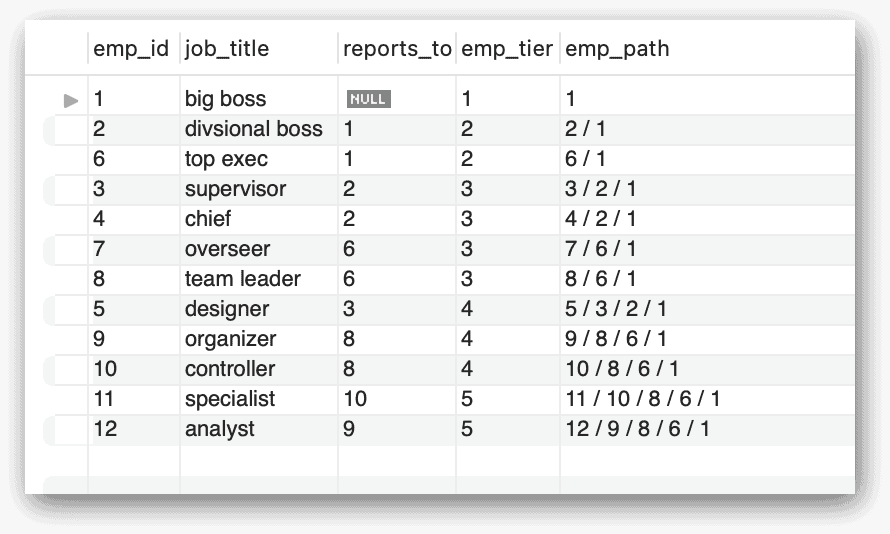 emp_id job_title reports_to emp_tier emp_path
1 big boss NULL 1 1
2 divsional boss 1 2 2 / 1
6 top exec 1 2 6 / 1
3 supervisor 2 3 3 / 2 / 1
4 chief 2 3 4 / 2 / 1
7 overseer 6 3 7 / 6 / 1
8 team leader 6 3 8 / 6 / 1
5 designer 3 4 5 / 3 / 2 / 1
9 organizer 8 4 9 / 8 / 6 / 1
10 controller 8 4 10 / 8 / 6 / 1
11 specialist 10 5 11 / 10 / 8 / 6 / 1
12 analyst 9 5 12 / 9 / 8 / 6 / 1